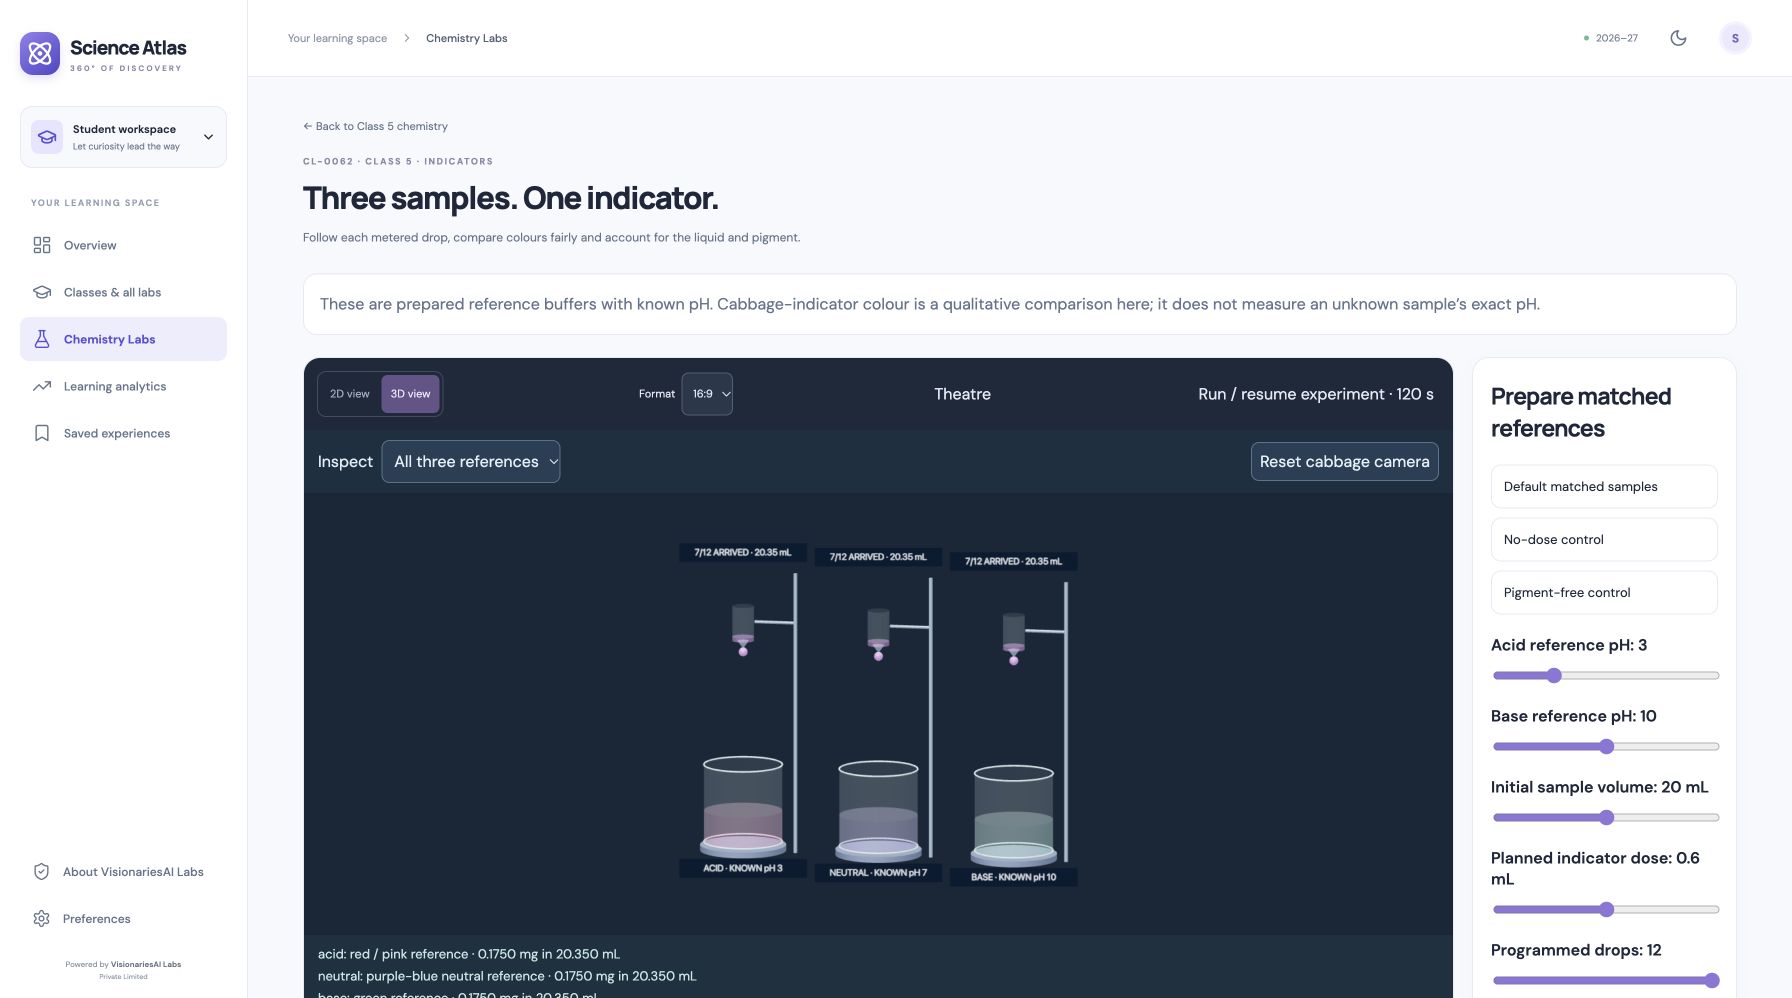 Science Atlas
360° OF DISCOVERY
Student workspace
Let curiosity lead the way
YOUR LEARNING SPACE
Overview
Classes & all labs
Chemistry Labs
Learning analytics
Saved experiences
About VisionariesAI Labs
Preferences
Powered by VisionariesAI Labs
Private Limited
Your learning space
Chemistry Labs
2026–27
S
← Back to Class 5 chemistry
CL-0062 · CLASS 5 · INDICATORS
Three samples. One indicator.
Follow each metered drop, compare colours fairly and account for the liquid and pigment.
These are prepared reference buffers with known pH. Cabbage-indicator colour is a qualitative comparison here; it does not measure an unknown sample’s exact pH.
2D view
3D view
Format
16:9
Theatre
Run / resume experiment · 120 s
Inspect
All three references
Reset cabbage camera
7/12 ARRIVED · 20.35 mL
7/12 ARRIVED · 20.35 mL
7/12 ARRIVED · 20.35 mL
ACID · KNOWN pH 3
NEUTRAL · KNOWN pH 7
BASE · KNOWN pH 10
acid: red / pink reference · 0.1750 mg in 20.350 mL
neutral: purple-blue neutral reference · 0.1750 mg in 20.350 mL
base: green reference · 0.1750 mg in 20.350 mL
Prepare matched
references
Default matched samples
No-dose control
Pigment-free control
Acid reference pH: 3
Base reference pH: 10
Initial sample volume: 20 mL
Planned indicator dose: 0.6
mL
Programmed drops: 12